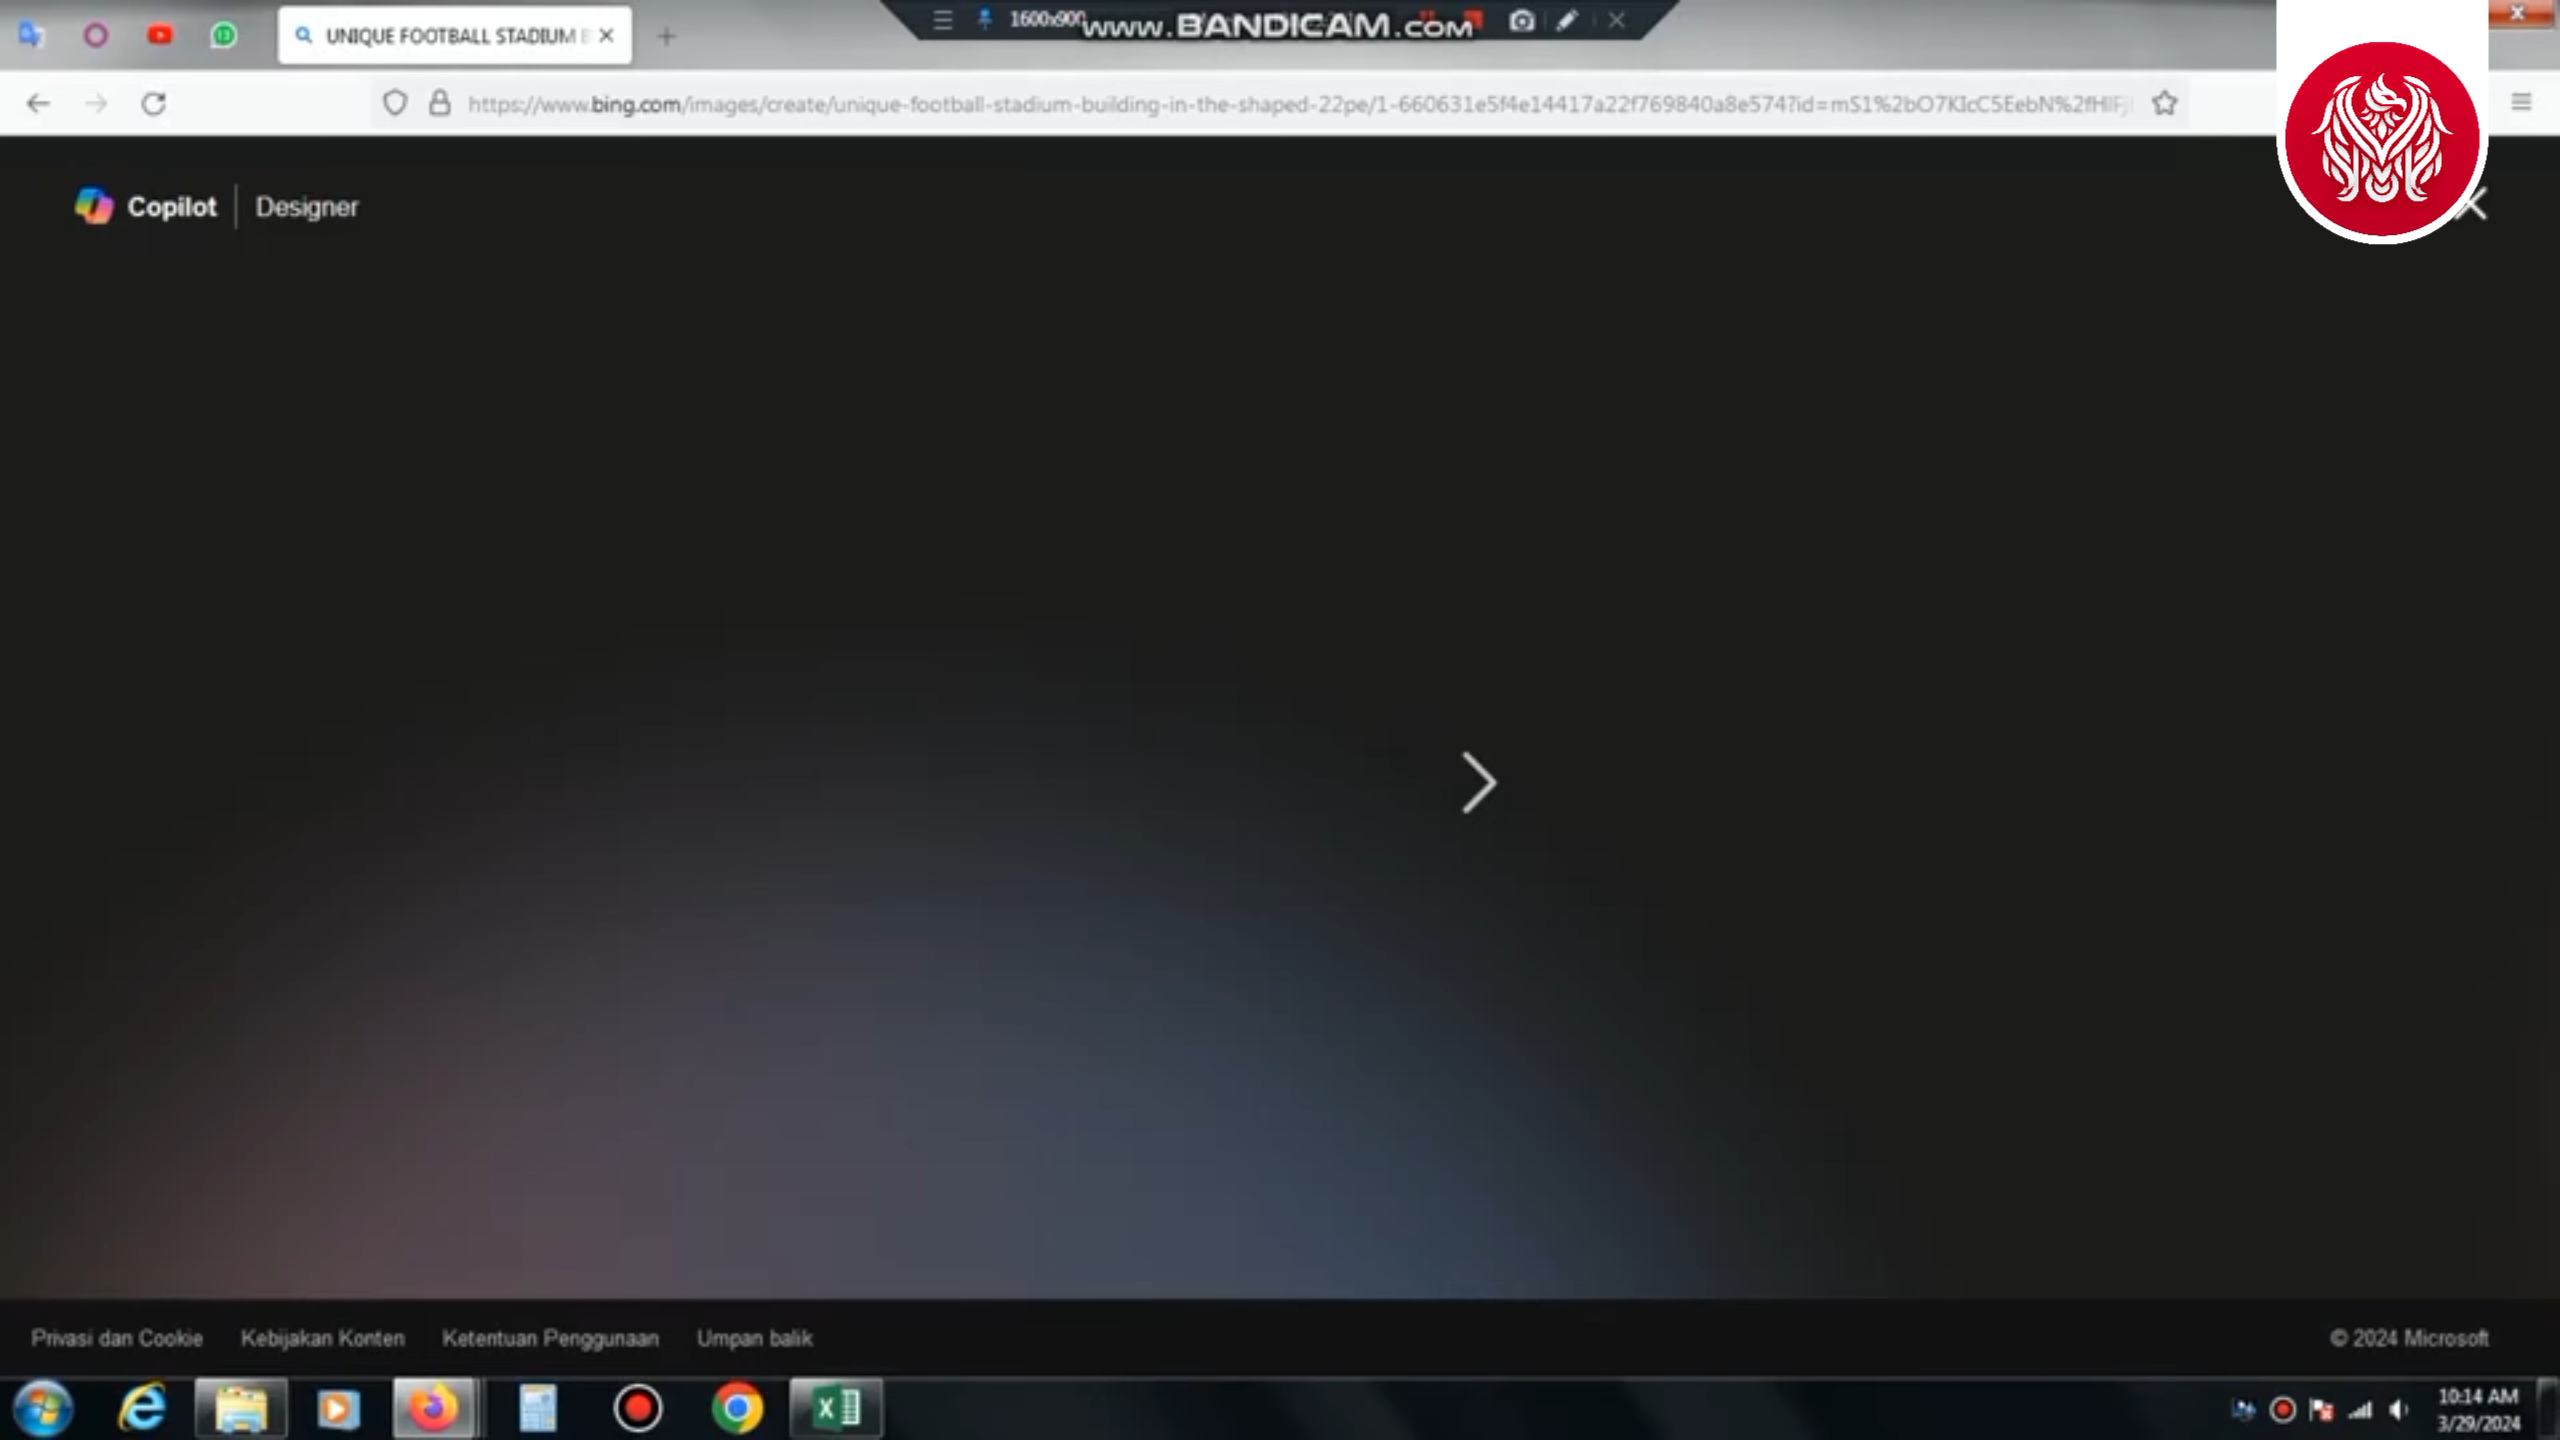 UNIQUE FOOTBALL STADIUM
1600x900
www.BANDICAM.com
https://www.bing.com/images/create/unique-football-stadium-building-in-the-shaped-22pe/1-660631e5f4e14417a22f769840a8e574?id=mS1%2bO7KIcC5EebN%2fHlFj
Copilot | Designer
Privasi dan Cookie Kebijakan Konten Ketentuan Penggunaan Umpan balik © 2024 Microsoft
10:14 AM
3/29/2024